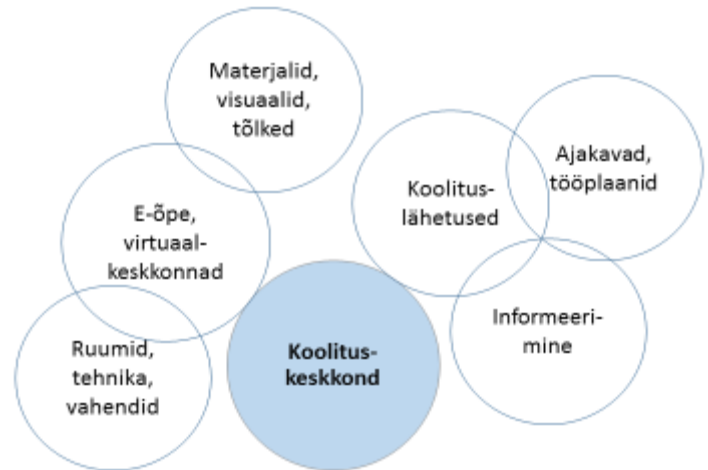 Materjalid,
visuaalid,
tõlked
Ajakavad,
tööplaanid
Koolitus-
lähetused
E-õpe,
virtuaal-
keskkonnad
Informeeri-
mine
Ruumid,
tehnika,
vahendid
Koolitus-
keskkond